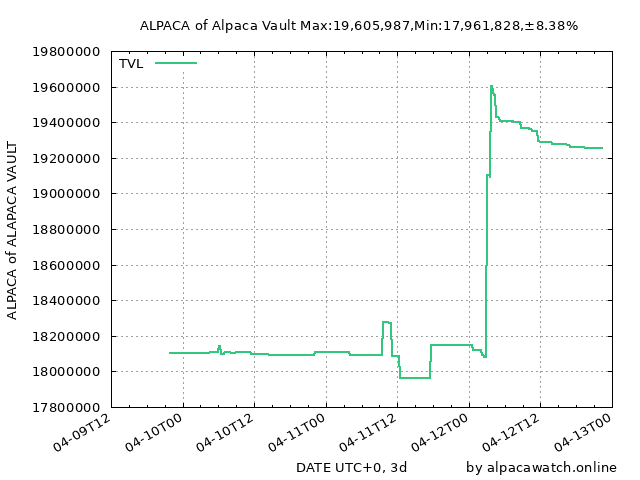 ALPACA of Alpaca Vault Max:19,605,987,Min:17,961,828,±8.38%
TVL
ALPACA of ALAPACA VAULT
19800000
19600000
19400000
19200000
19000000
18800000
18600000
18400000
18200000
18000000
17800000
04-09T12
04-10T00
04-10T12
04-11T00
04-11T12
04-12T00
04-12T12
04-13T00
DATE UTC+0, 3d
by alpacawatch.online